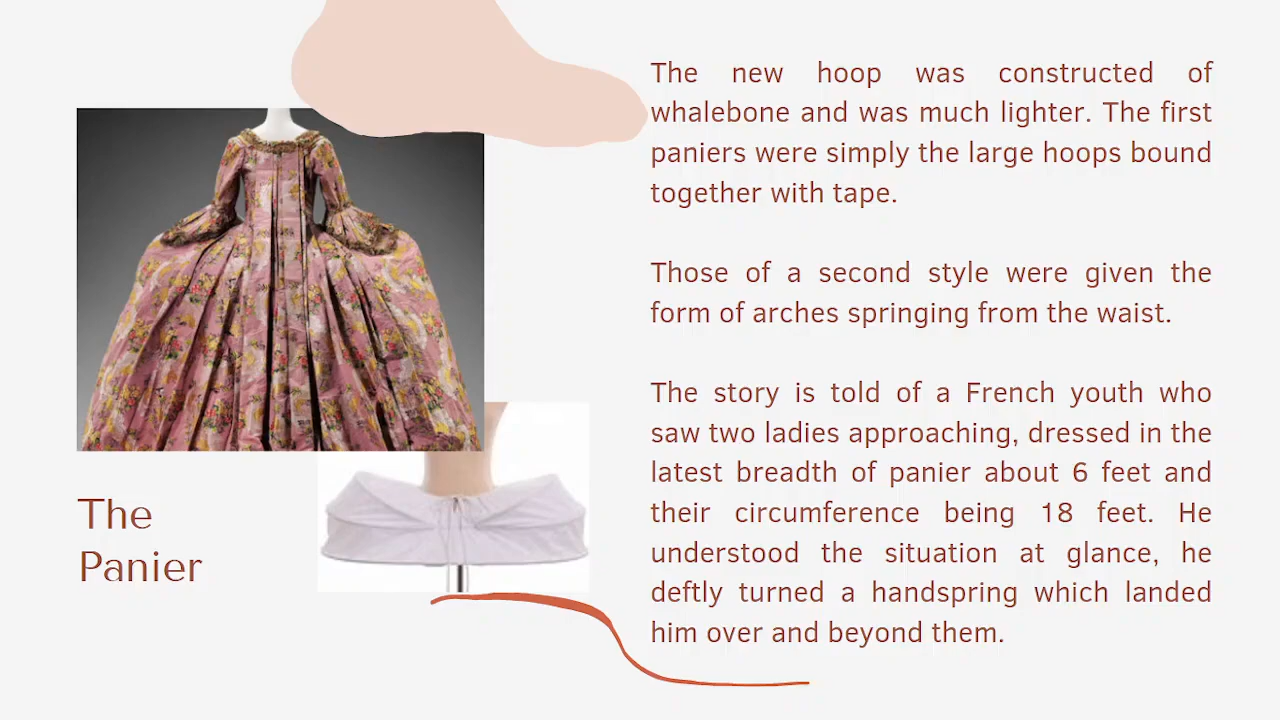 The new hoop was constructed of
whalebone and was much lighter. The first
paniers were simply the large hoops bound
together with tape.
Those of a second style were given the
form of arches springing from the waist.
The story is told of a French youth who
saw two ladies approaching, dressed in the
latest breadth of panier about 6 feet and
their circumference being 18 feet. He
understood the situation at glance, he
deftly turned a handspring which landed
him over and beyond them.
The
Panier